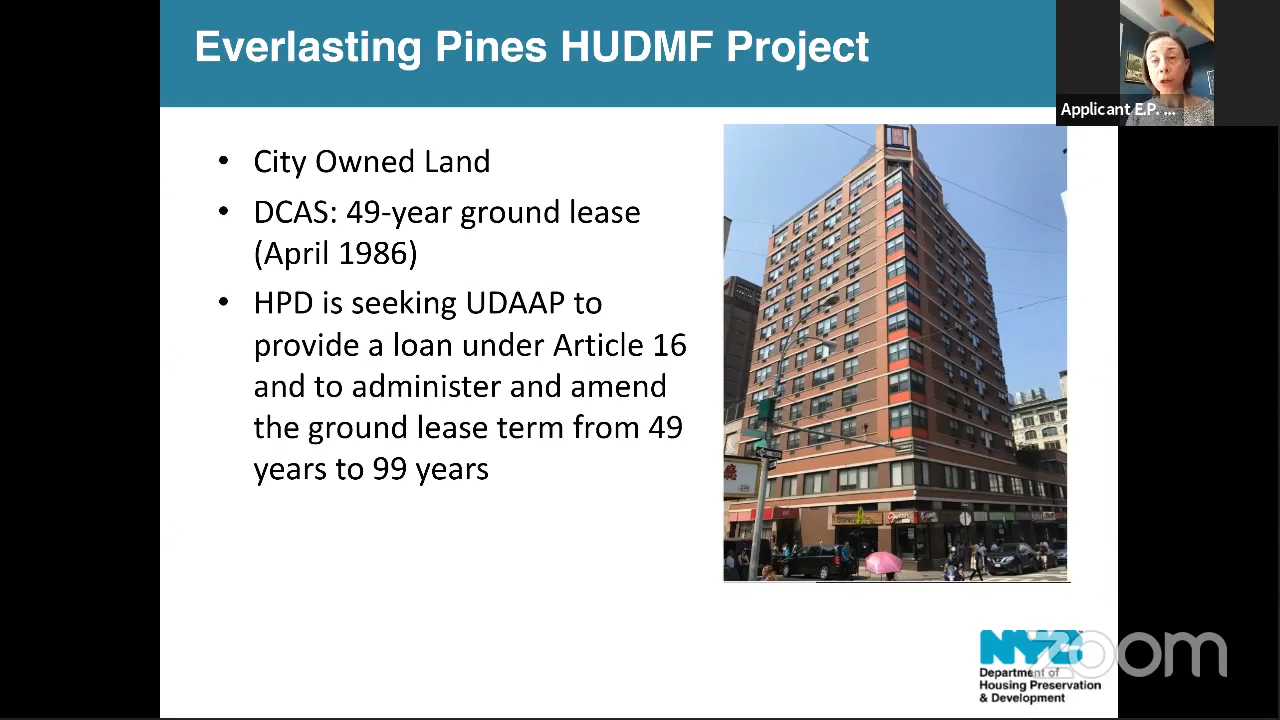 Everlasting Pines HUDMF Project
Applicant E.P. ...
• City Owned Land
• DCAS: 49-year ground lease
(April 1986)
• HPD is seeking UDAAP to
provide a loan under Article 16
and to administer and amend
the ground lease term from 49
years to 99 years
NYC
zoom
Department of
Housing Preservation
& Development